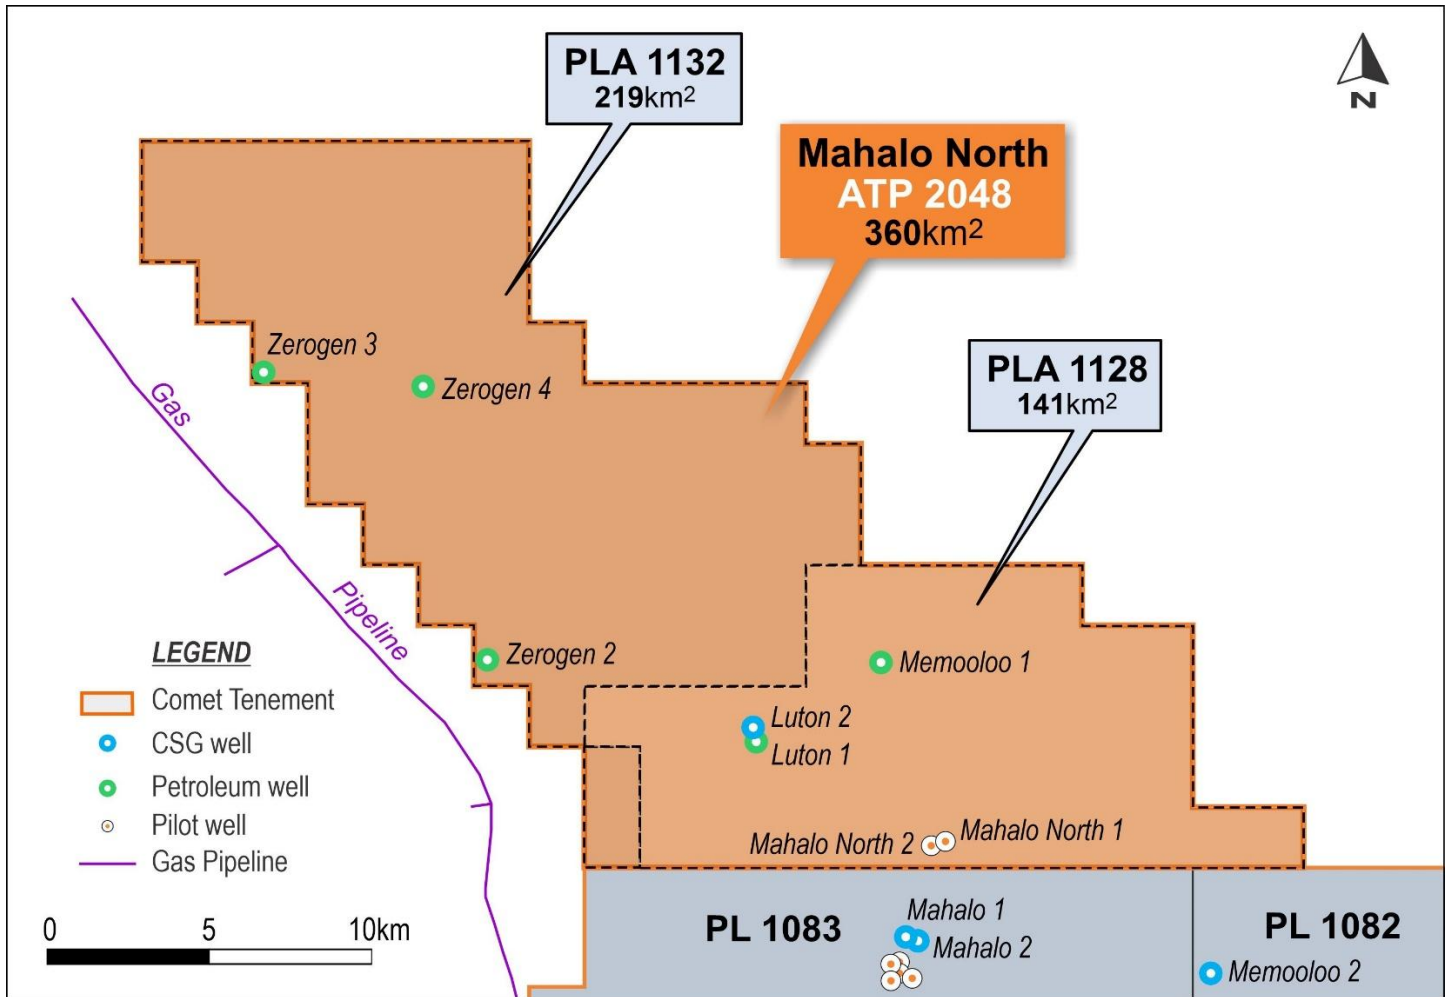 PLA 1132
219km²
N
Mahalo North
ATP 2048
360km²
PLA 1128
141km²
Zerogen 3
Zerogen 4
Gas
Pipeline
Zerogen 2
Memooloo 1
Luton 2
Luton 1
Mahalo North 1
Mahalo North 2
LEGEND
Comet Tenement
CSG well
Petroleum well
Pilot well
Gas Pipeline
0 5 10km
PL 1083
Mahalo 1
Mahalo 2
PL 1082
Memooloo 2